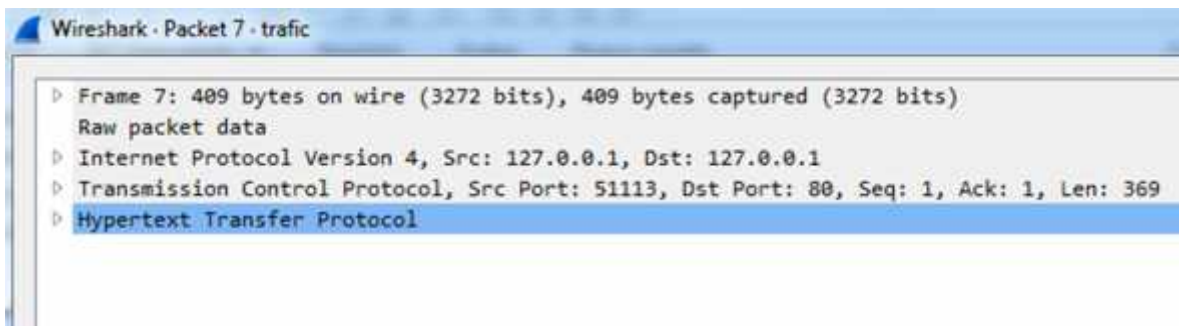 Wireshark · Packet 7 · trafic
Frame 7: 409 bytes on wire (3272 bits), 409 bytes captured (3272 bits)
Raw packet data
Internet Protocol Version 4, Src: 127.0.0.1, Dst: 127.0.0.1
Transmission Control Protocol, Src Port: 51113, Dst Port: 80, Seq: 1, Ack: 1, Len: 369
Hypertext Transfer Protocol